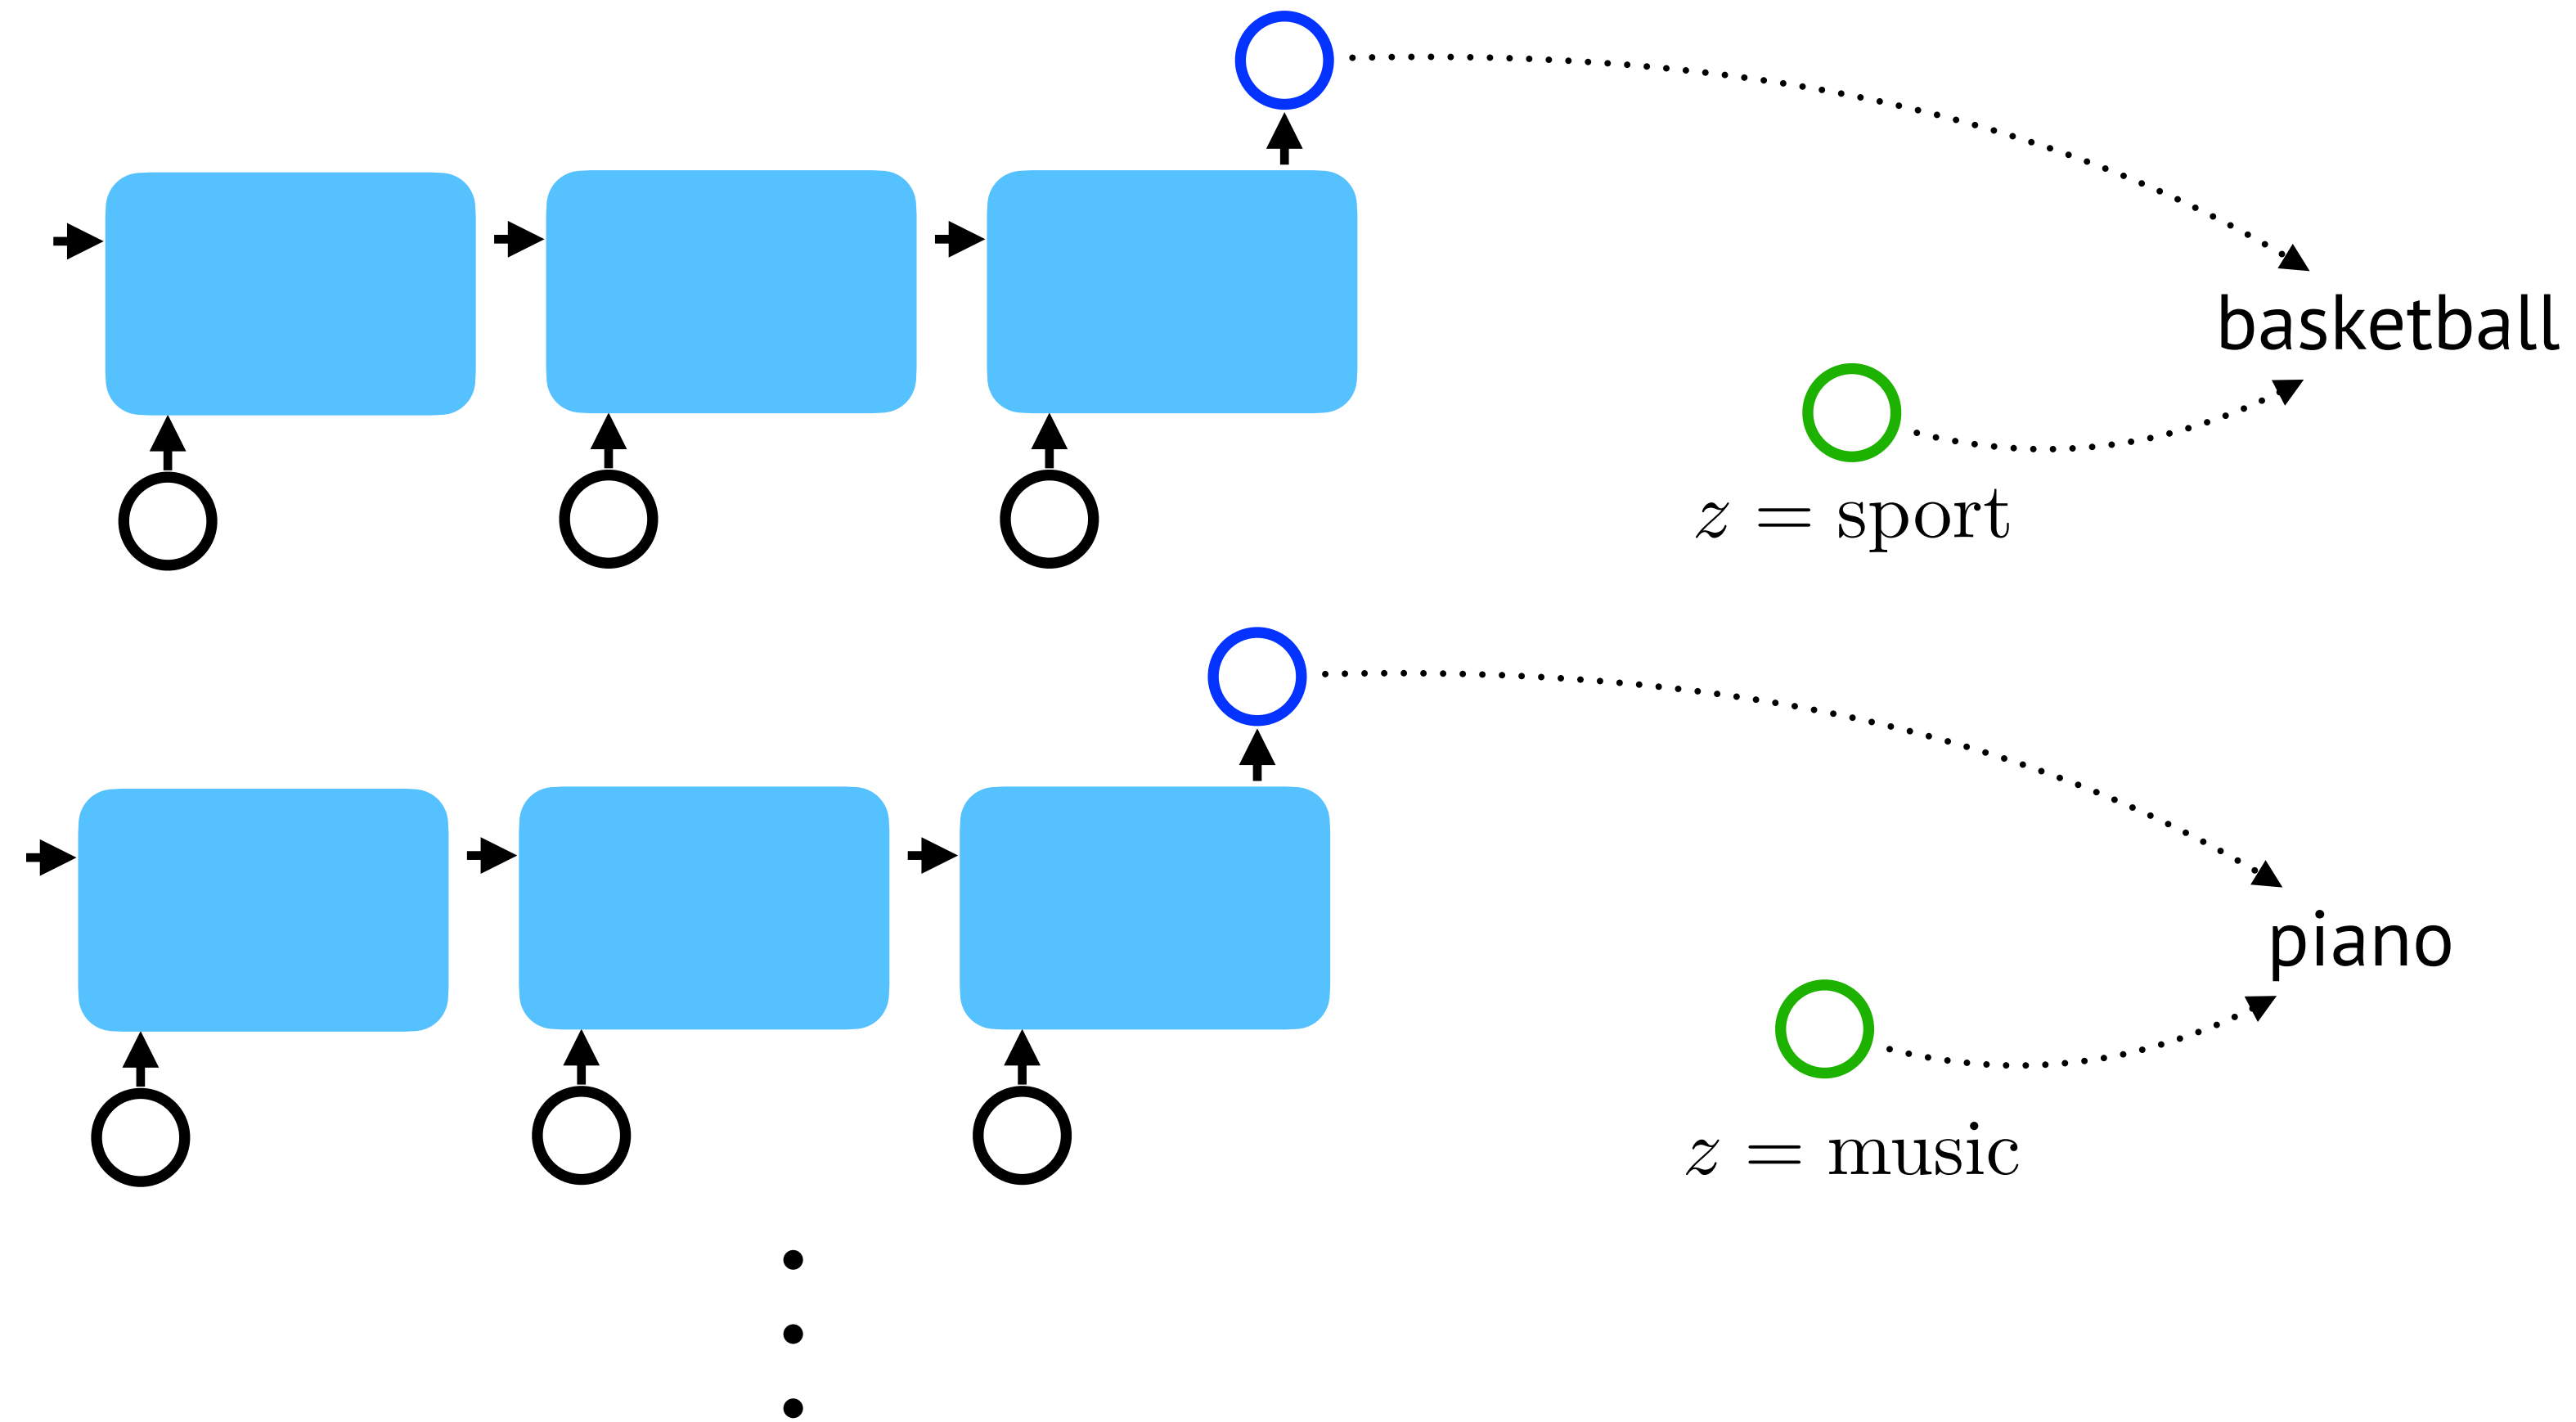 basketball
z = sport
piano
z = music